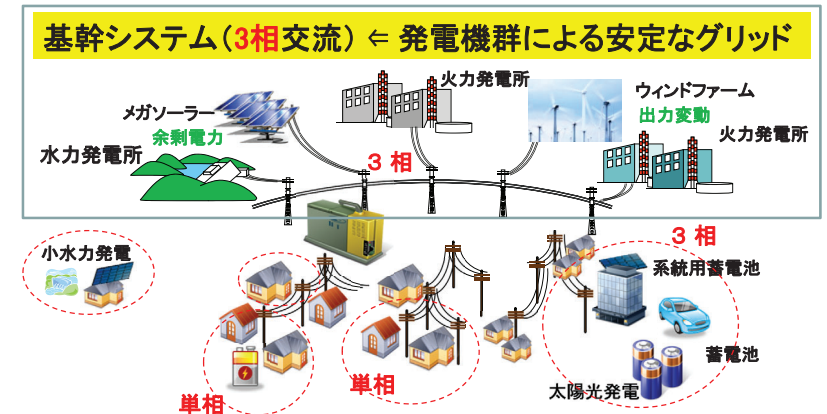 基幹システム(3相交流) ⇐ 発電機群による安定なグリッド
メガソーラー
余剰電力
水力発電所
火力発電所
3 相
ウィンドファーム
出力変動
火力発電所
小水力発電
3 相
系統用蓄電池
蓄電池
太陽光発電
単相
単相